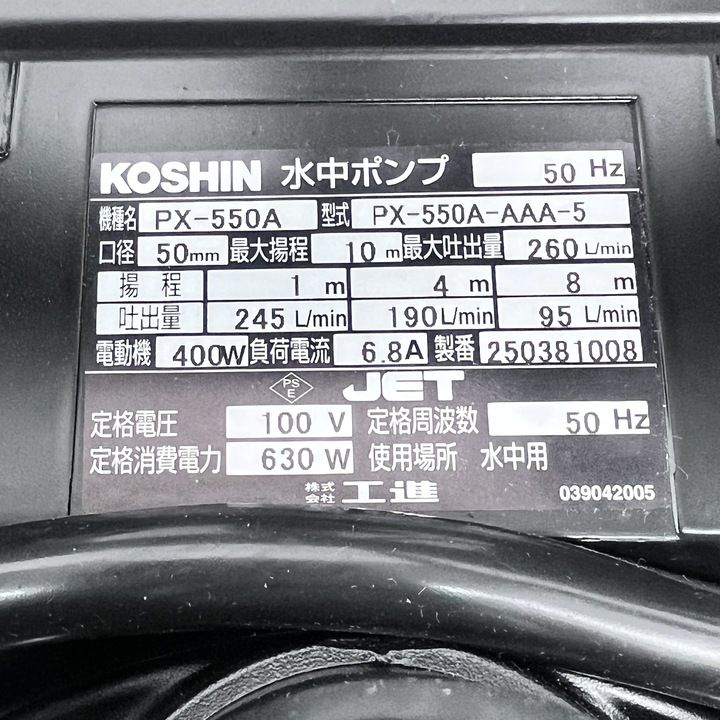 KOSHIN 水中ポンプ 50 Hz
機種名 PX-550A 型式 PX-550A-AAA-5
口径 50mm 最大揚程 10 m 最大吐出量 260 L/min
揚程 1 m 4 m 8 m
吐出量 245 L/min 190L/min 95 L/min
電動機 400W 負荷電流 6.8A 製番 250381008
PS E JET
定格電圧 100 V 定格周波数 50 Hz
定格消費電力 630 W 使用場所 水中用
株式会社 工進 039042005